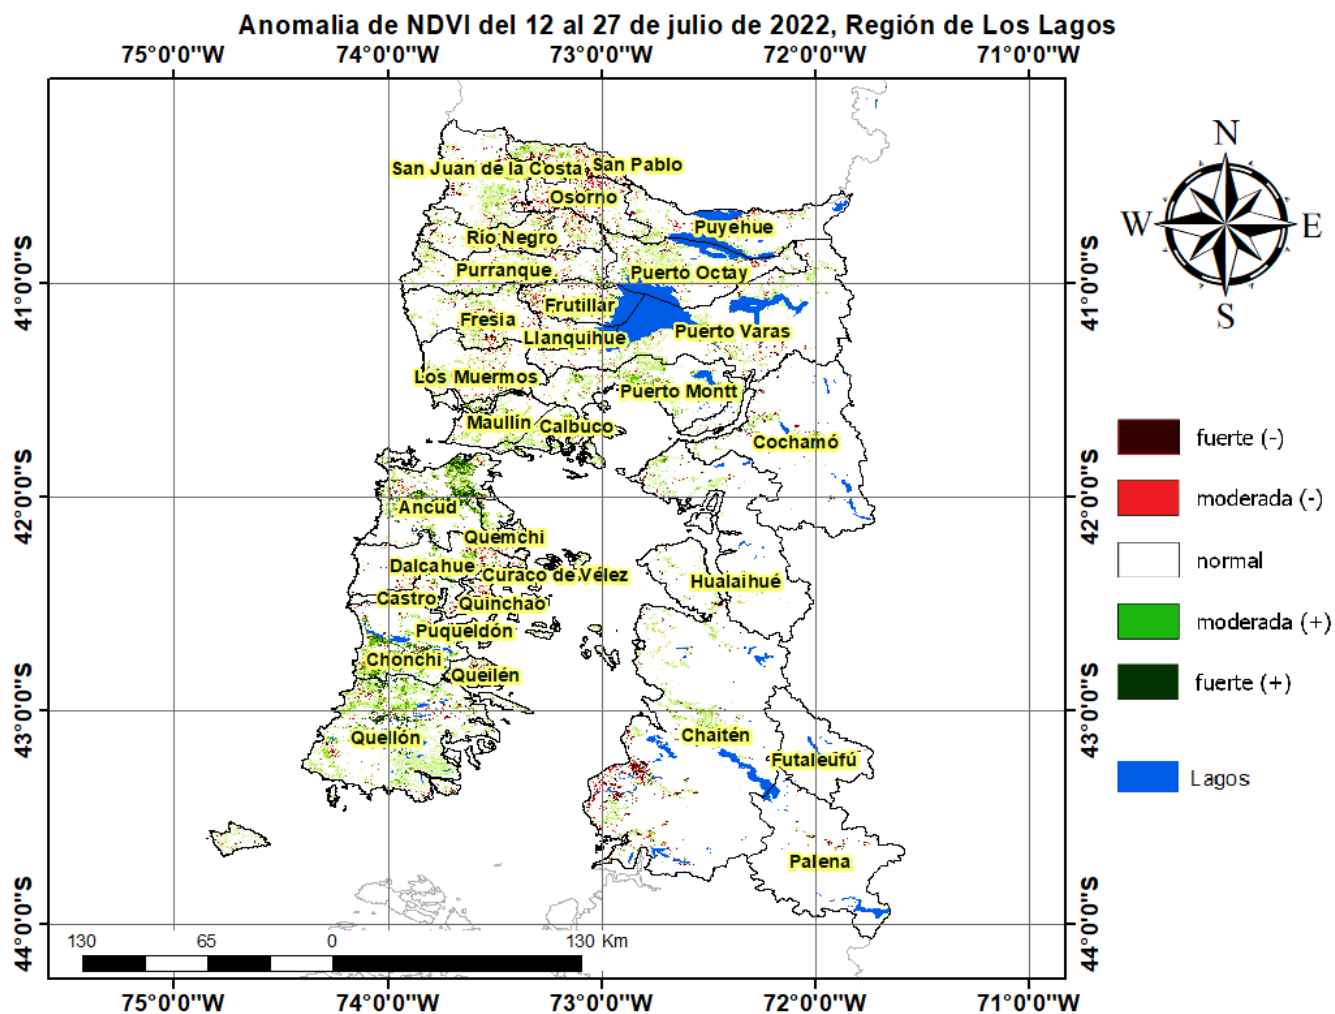 Anomalia de NDVI del 12 al 27 de julio de 2022, Región de Los Lagos
75°0'0"W 74°0'0"W 73°0'0"W 72°0'0"W 71°0'0"W
N
W E
S
San Juan de la Costa San Pablo
Osorno
Puyehue
Río Negro
Purranque Puerto Octay
41°0'0"S 41°0'0"S
Frutillar
Fresia
Llanquihue Puerto Varas
Los Muermos Puerto Montt
Maullín Calbuco
Cochamó
42°0'0"S 42°0'0"S
Ancud
Quemchi
Dalcahue
Curaco de Vélez
Hualaihué
Castro
Quinchao
Puqueldón
Chonchi
Queilén
43°0'0"S 43°0'0"S
Quellón
Chaitén
Futaleufú
Palena
44°0'0"S 44°0'0"S
fuerte (-)
moderada (-)
normal
moderada (+)
fuerte (+)
Lagos
130 65 0 130 Km
75°0'0"W 74°0'0"W 73°0'0"W 72°0'0"W 71°0'0"W